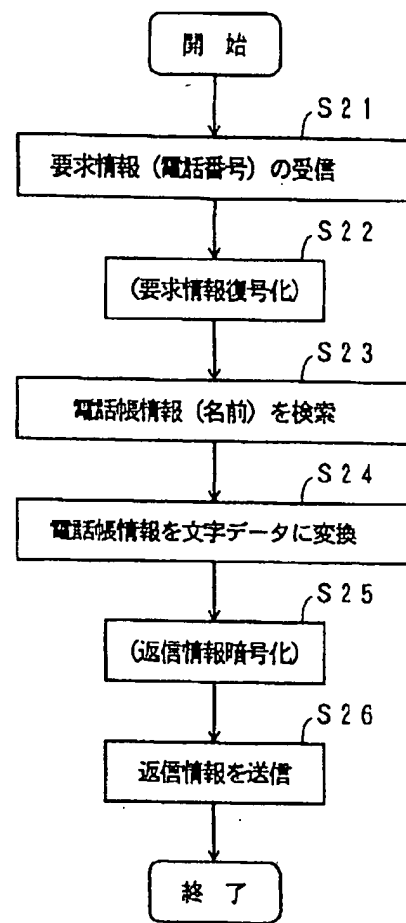 開 始
S21
要求情報（電話番号）の受信
S22
（要求情報復号化）
S23
電話帳情報（名前）を検索
S24
電話帳情報を文字データに変換
S25
（返信情報暗号化）
S26
返信情報を送信
終 了